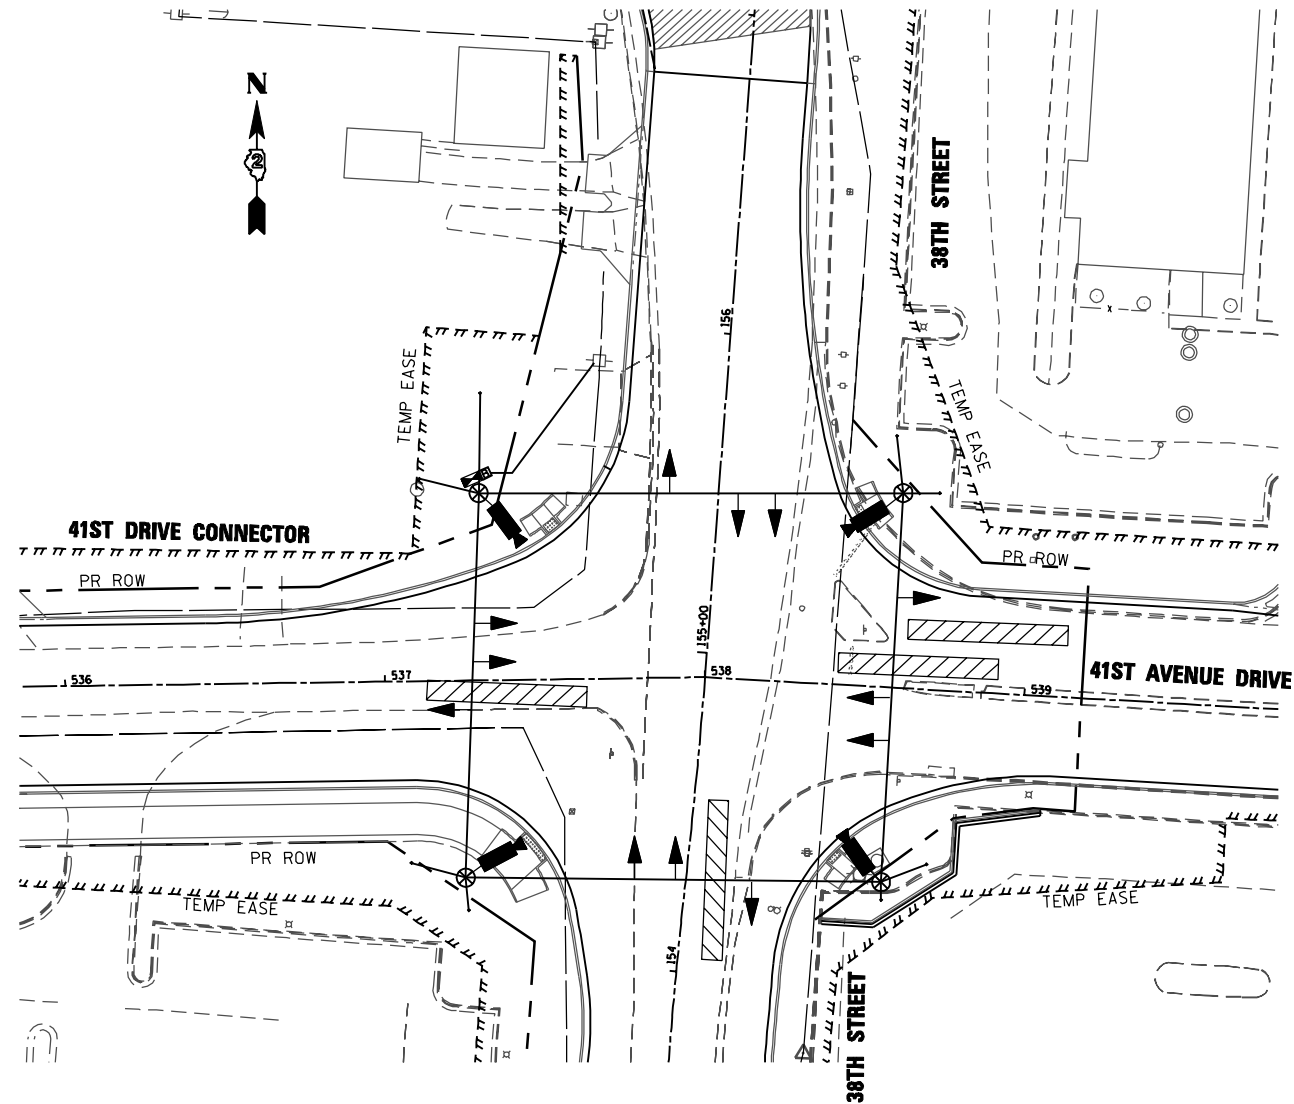 N
2
38TH STREET
156
TEMP EASE
TEMP EASE
41ST DRIVE CONNECTOR
PR ROW
PR ROW
155+00
536
537
538
539
41ST AVENUE DRIVE
PR ROW
TEMP EASE
TEMP EASE
154
38TH STREET